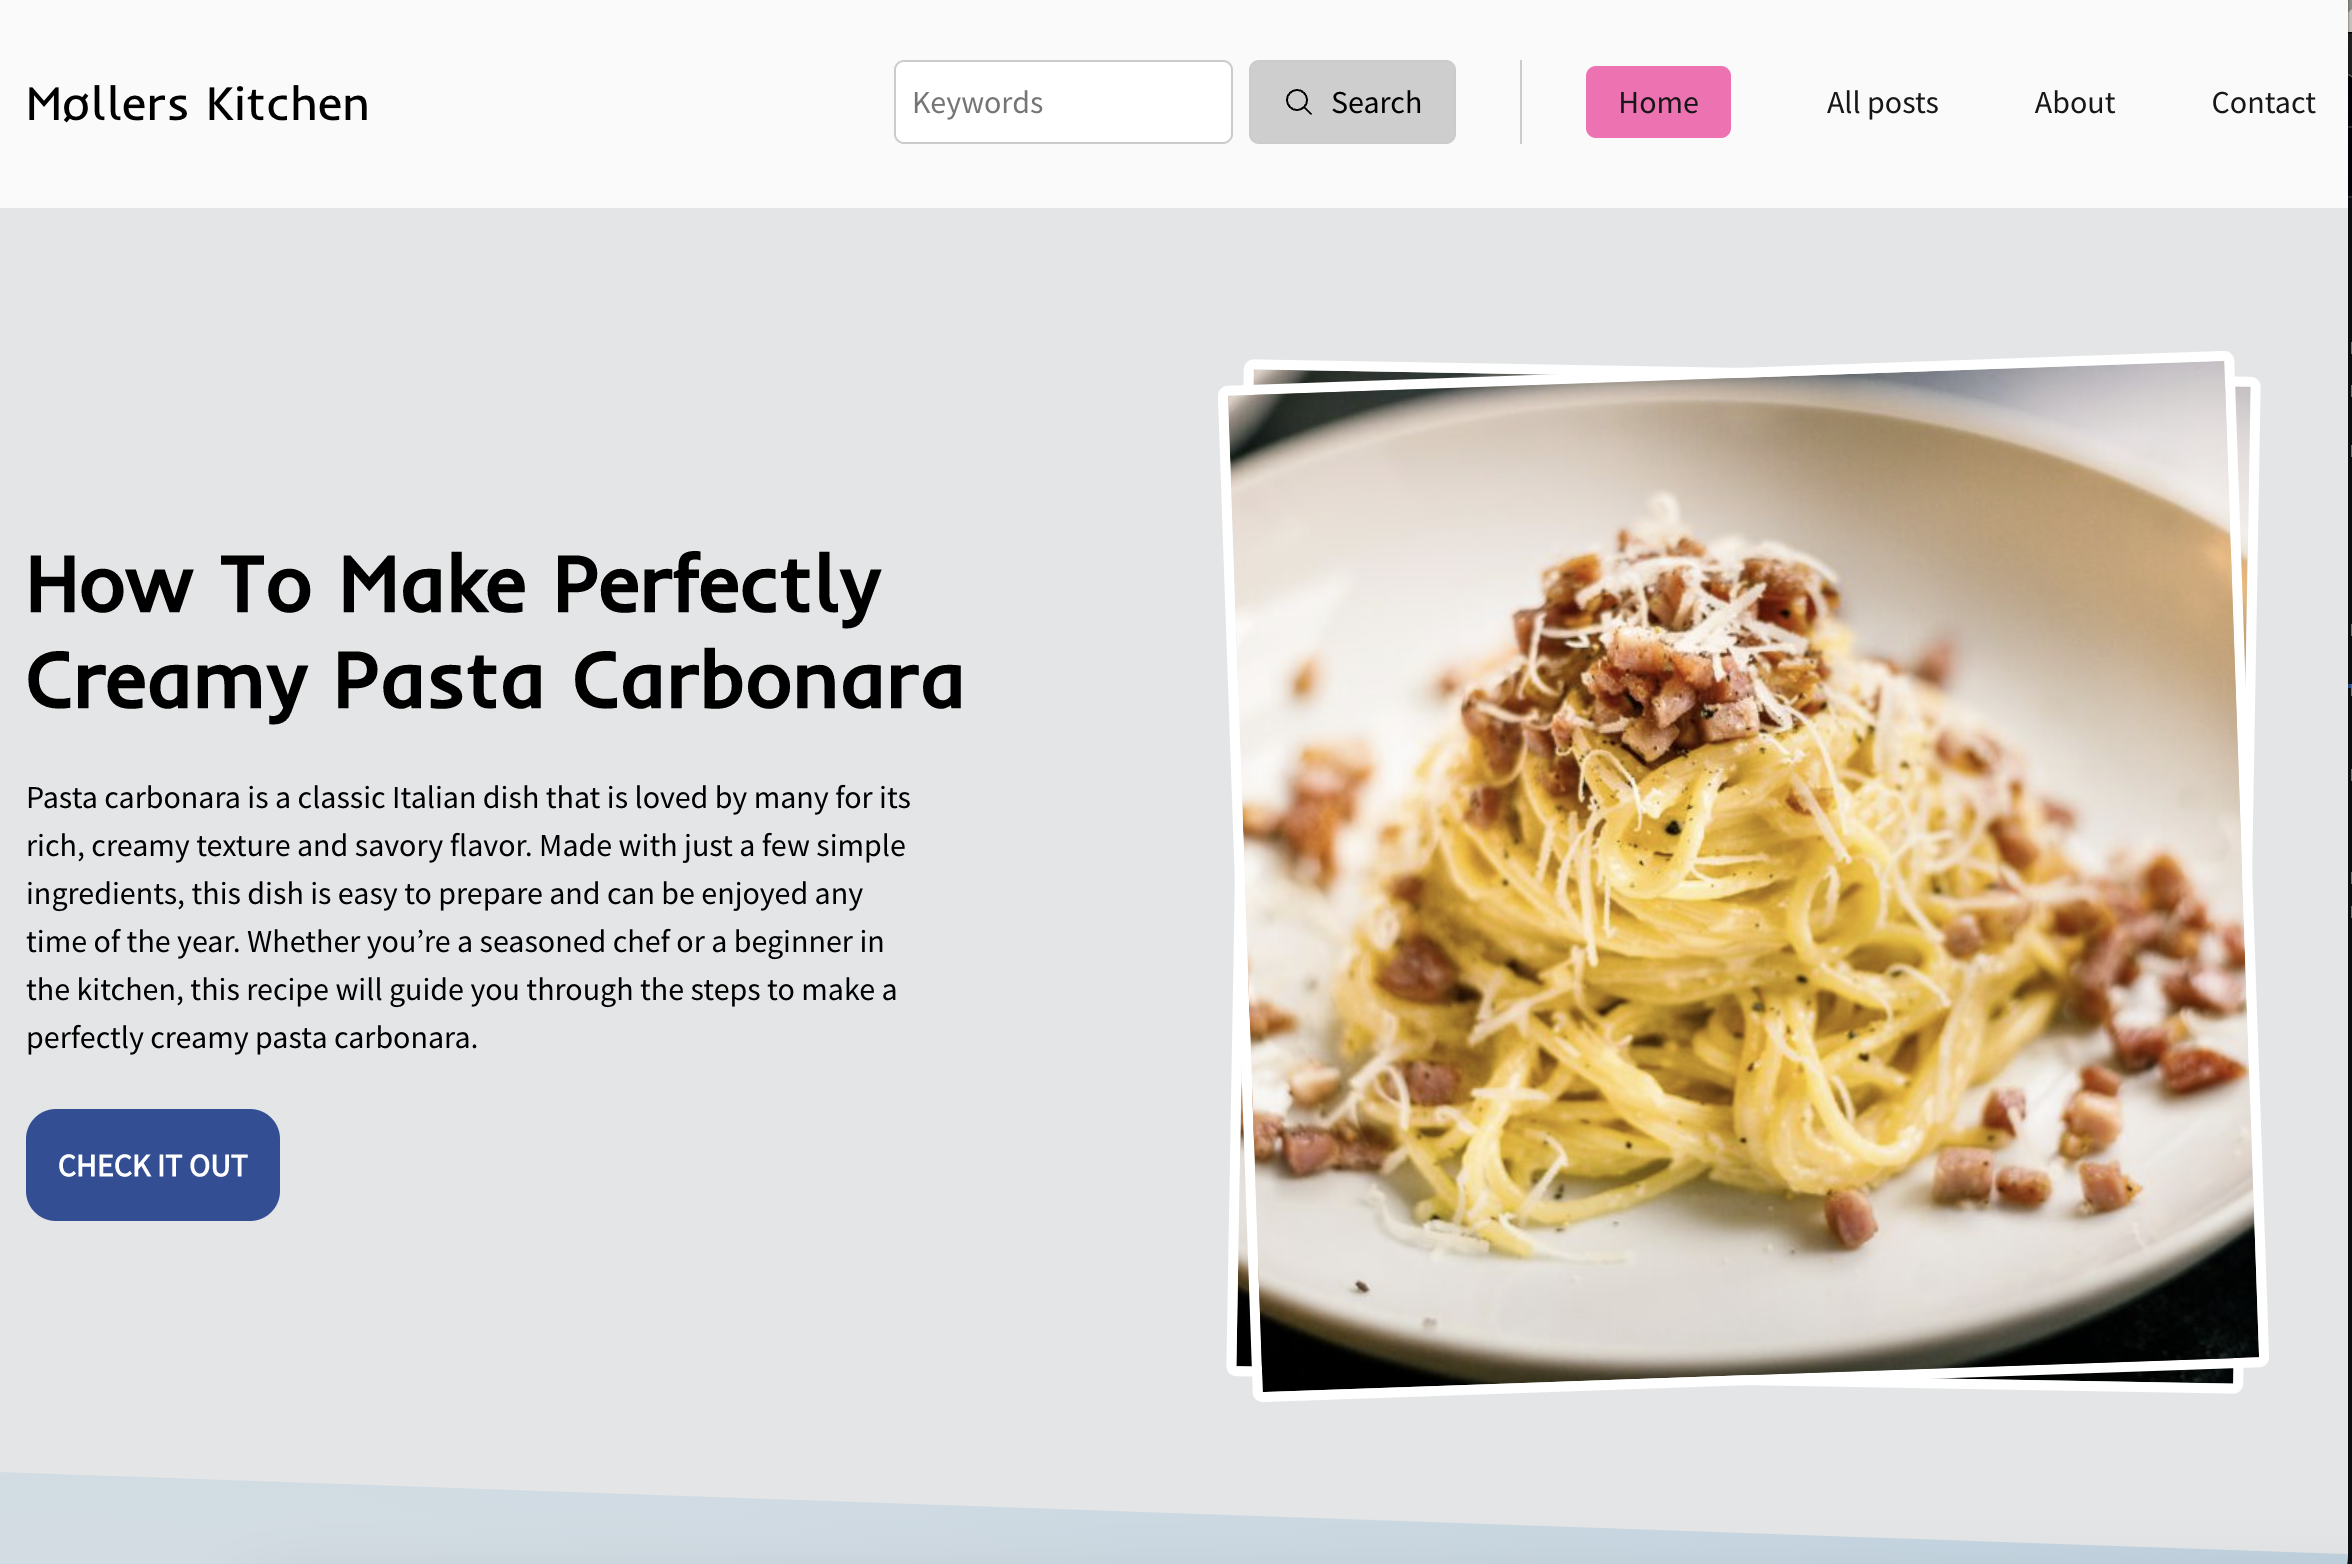 Møllers Kitchen
Keywords
Search
Home
All posts
About
Contact
How To Make Perfectly
Creamy Pasta Carbonara
Pasta carbonara is a classic Italian dish that is loved by many for its
rich, creamy texture and savory flavor. Made with just a few simple
ingredients, this dish is easy to prepare and can be enjoyed any
time of the year. Whether you’re a seasoned chef or a beginner in
the kitchen, this recipe will guide you through the steps to make a
perfectly creamy pasta carbonara.
CHECK IT OUT